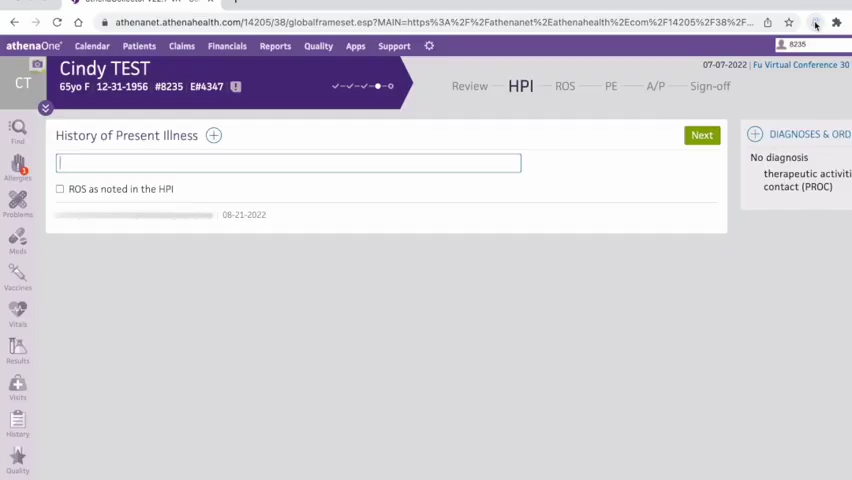 athenanet.athenahealth.com/14205/38/globalframeset.esp?MAIN=https%3A%2F%2Fathenanet%2Eathenahealth%2Ecom%2F14205%2F38%2F...
athenaOne Calendar Patients Claims Financials Reports Quality Apps Support 8235
CT Cindy TEST
65yo F 12-31-1956 #8235 E#4347
07-07-2022 | Fu Virtual Conference 30
Review HPI ROS PE A/P Sign-off
Find
Allergies
Problems
Meds
Vaccines
Vitals
Results
Visits
History
Quality
History of Present Illness
Next
ROS as noted in the HPI
08-21-2022
DIAGNOSES & ORD
No diagnosis
therapeutic activiti
contact (PROC)